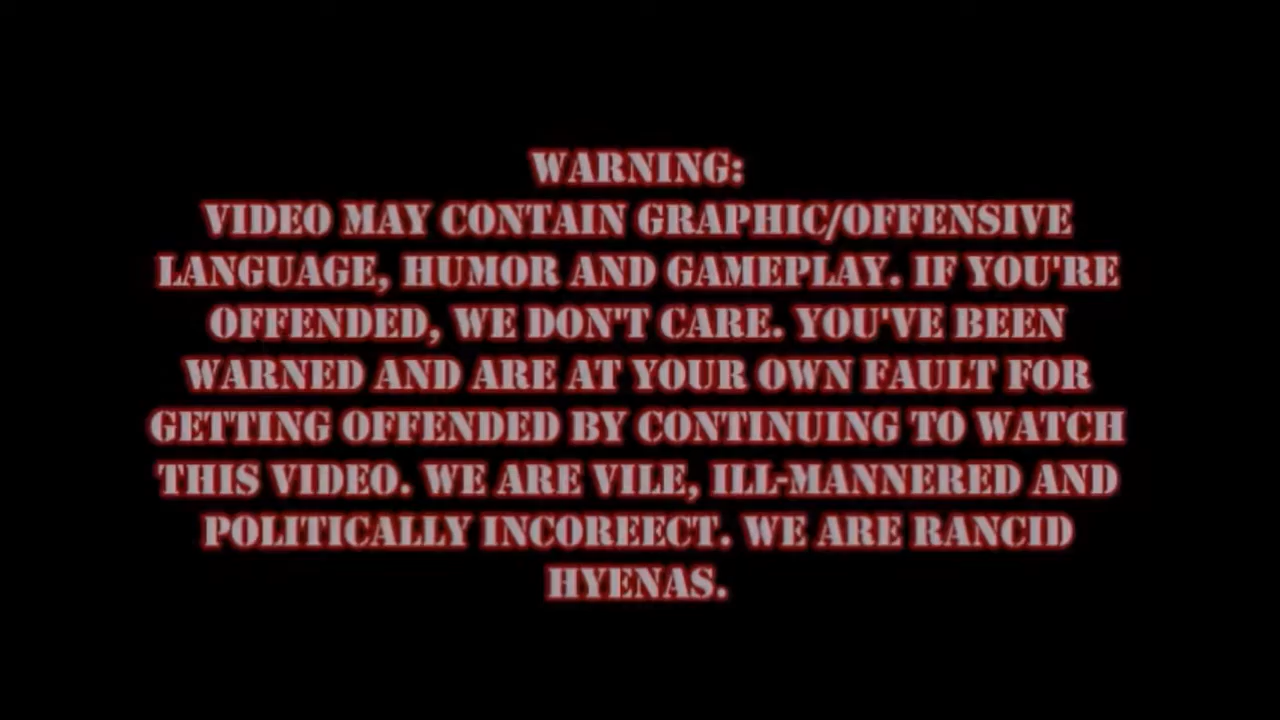 WARNING:
VIDEO MAY CONTAIN GRAPHIC/OFFENSIVE
LANGUAGE, HUMOR AND GAMEPLAY. IF YOU'RE
OFFENDED, WE DON'T CARE. YOU'VE BEEN
WARNED AND ARE AT YOUR OWN FAULT FOR
GETTING OFFENDED BY CONTINUING TO WATCH
THIS VIDEO. WE ARE VILE, ILL-MANNERED AND
POLITICALLY INCOREECT. WE ARE RANCID
HYENAS.